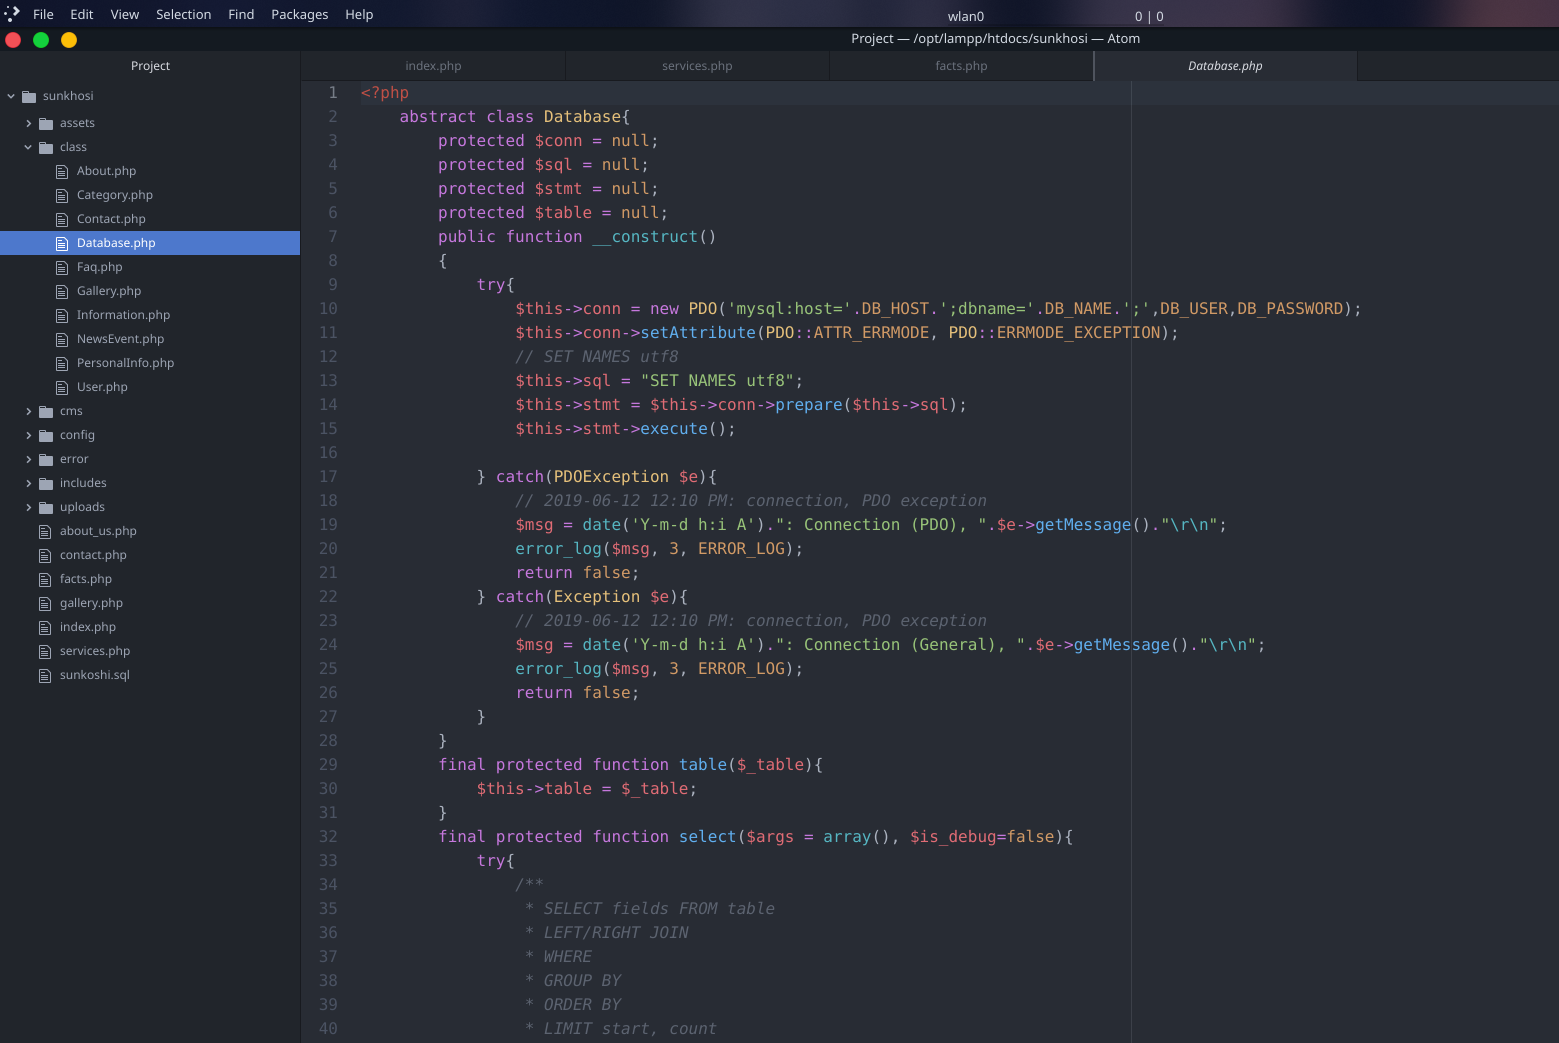 File Edit View Selection Find Packages Help
wlan0 0 | 0
Project — /opt/lampp/htdocs/sunkhosi — Atom
Project
index.php services.php facts.php Database.php
sunkhosi
assets
class
About.php
Category.php
Contact.php
Database.php
Faq.php
Gallery.php
Information.php
NewsEvent.php
PersonalInfo.php
User.php
cms
config
error
includes
uploads
about_us.php
contact.php
facts.php
gallery.php
index.php
services.php
sunkoshi.sql
1 <?php
2 abstract class Database{
3 protected $conn = null;
4 protected $sql = null;
5 protected $stmt = null;
6 protected $table = null;
7 public function __construct()
8 {
9 try{
10 $this->conn = new PDO('mysql:host='.DB_HOST.';dbname='.DB_NAME.';',DB_USER,DB_PASSWORD);
11 $this->conn->setAttribute(PDO::ATTR_ERRMODE, PDO::ERRMODE_EXCEPTION);
12 // SET NAMES utf8
13 $this->sql = "SET NAMES utf8";
14 $this->stmt = $this->conn->prepare($this->sql);
15 $this->stmt->execute();
16
17 } catch(PDOException $e){
18 // 2019-06-12 12:10 PM: connection, PDO exception
19 $msg = date('Y-m-d h:i A').": Connection (PDO), ".$e->getMessage()."\r\n";
20 error_log($msg, 3, ERROR_LOG);
21 return false;
22 } catch(Exception $e){
23 // 2019-06-12 12:10 PM: connection, PDO exception
24 $msg = date('Y-m-d h:i A').": Connection (General), ".$e->getMessage()."\r\n";
25 error_log($msg, 3, ERROR_LOG);
26 return false;
27 }
28 }
29 final protected function table($_table){
30 $this->table = $_table;
31 }
32 final protected function select($args = array(), $is_debug=false){
33 try{
34 /**
35 * SELECT fields FROM table
36 * LEFT/RIGHT JOIN
37 * WHERE
38 * GROUP BY
39 * ORDER BY
40 * LIMIT start, count